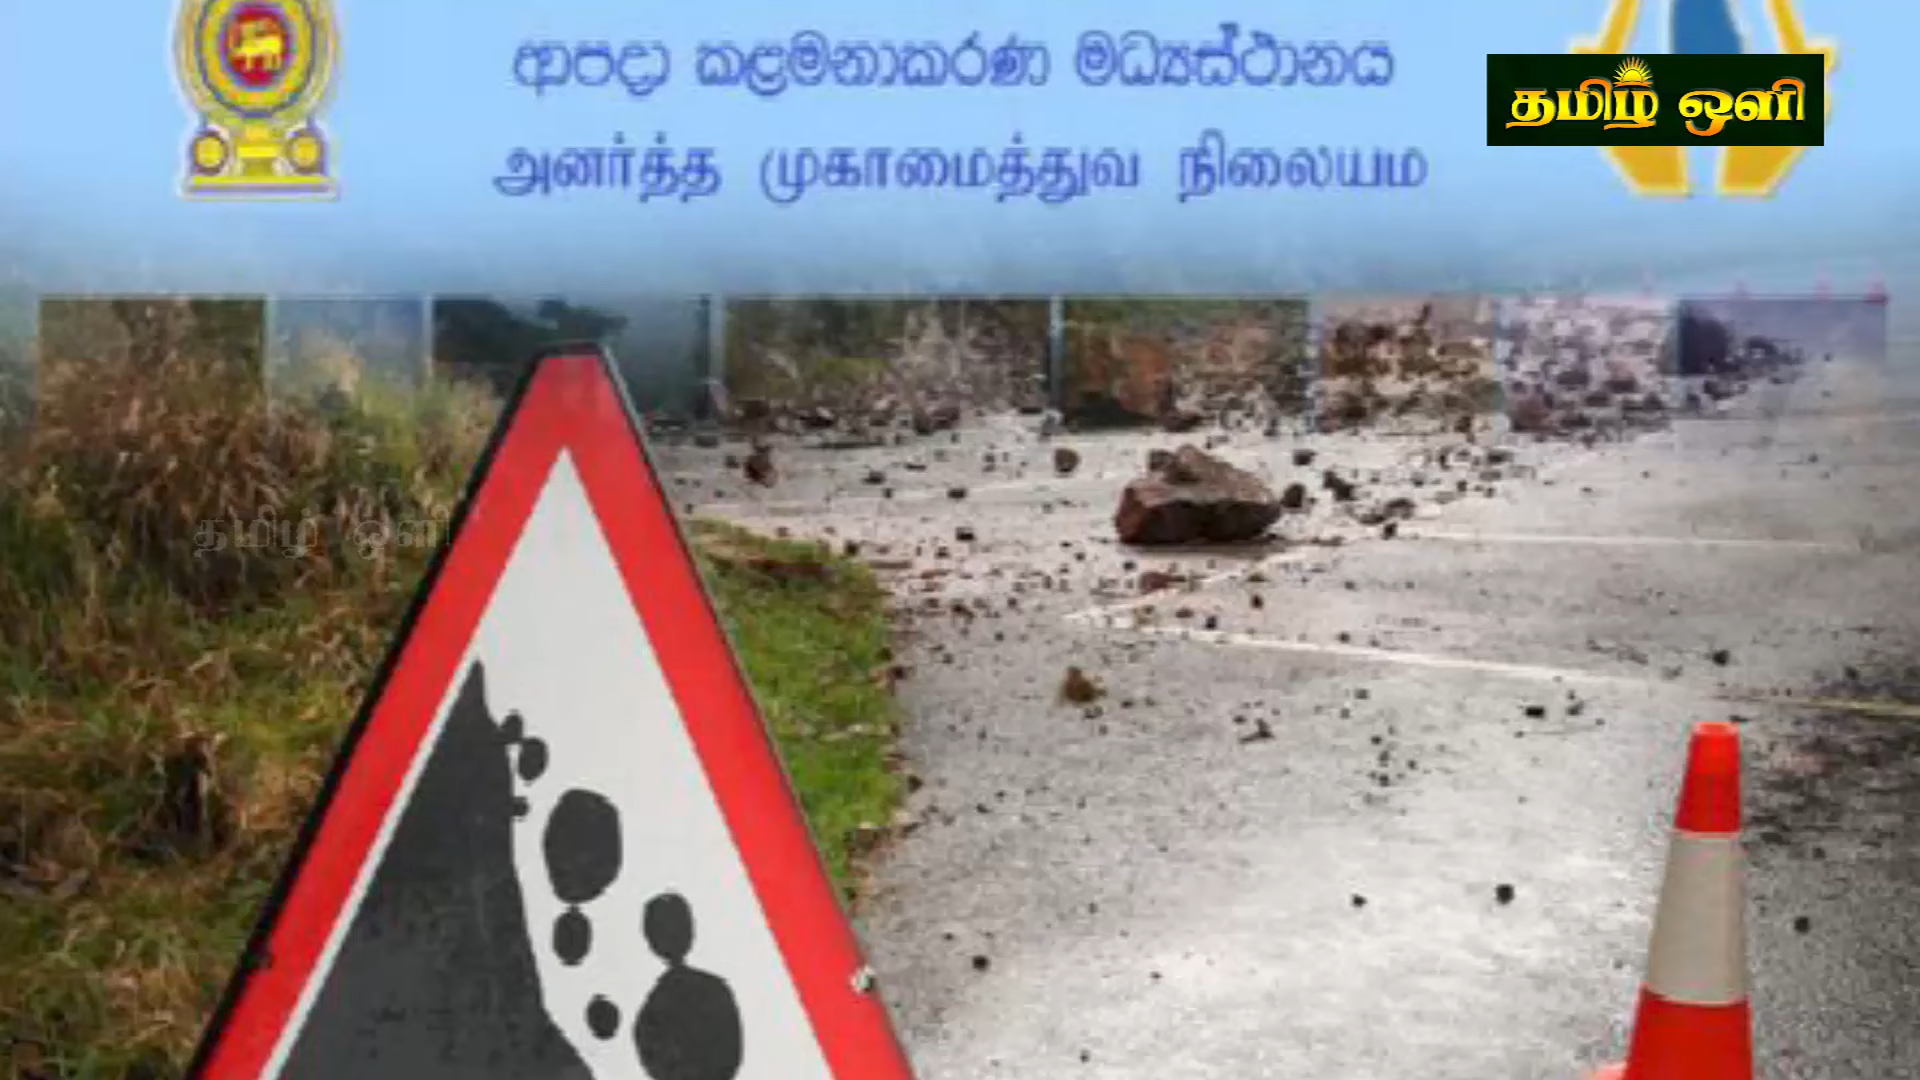 ආපදා කළමනාකරණ මධ්‍යස්ථානය
தமிழ் ஒளி
அனர்த்த முகாமைத்துவ நிலையம
தமிழ் ஒளி